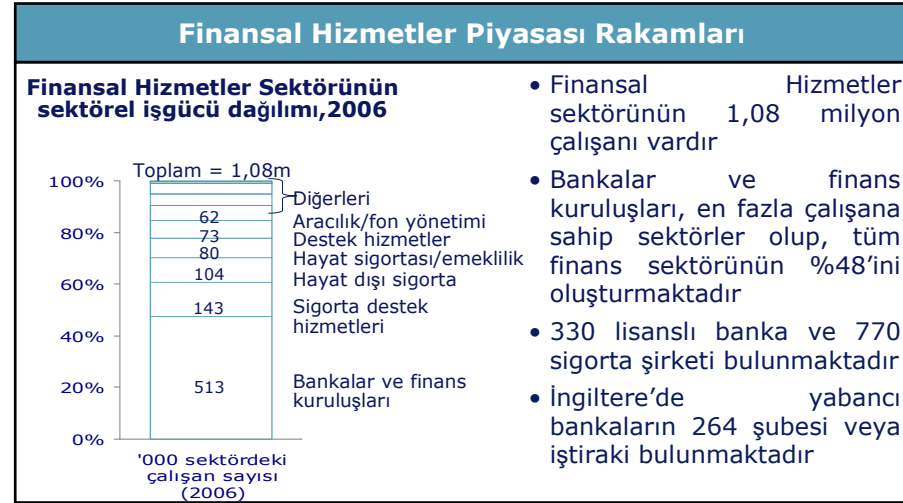 Finansal Hizmetler Piyasası Rakamları
Finansal Hizmetler Sektörünün
sektörel işgücü dağılımı,2006
Toplam = 1,08m
100%
80%
60%
40%
20%
0%
62
73
80
104
143
513
Diğerleri
Aracılık/fon yönetimi
Destek hizmetler
Hayat sigortası/emeklilik
Hayat dışı sigorta
Sigorta destek
hizmetleri
Bankalar ve finans
kuruluşları
'000 sektördeki
çalışan sayısı
(2006)
• Finansal Hizmetler
sektörünün 1,08 milyon
çalışanı vardır
• Bankalar ve finans
kuruluşları, en fazla çalışana
sahip sektörler olup, tüm
finans sektörünün %48’ini
oluşturmaktadır
• 330 lisanslı banka ve 770
sigorta şirketi bulunmaktadır
• İngiltere’de yabancı
bankaların 264 şubesi veya
iştiraki bulunmaktadır